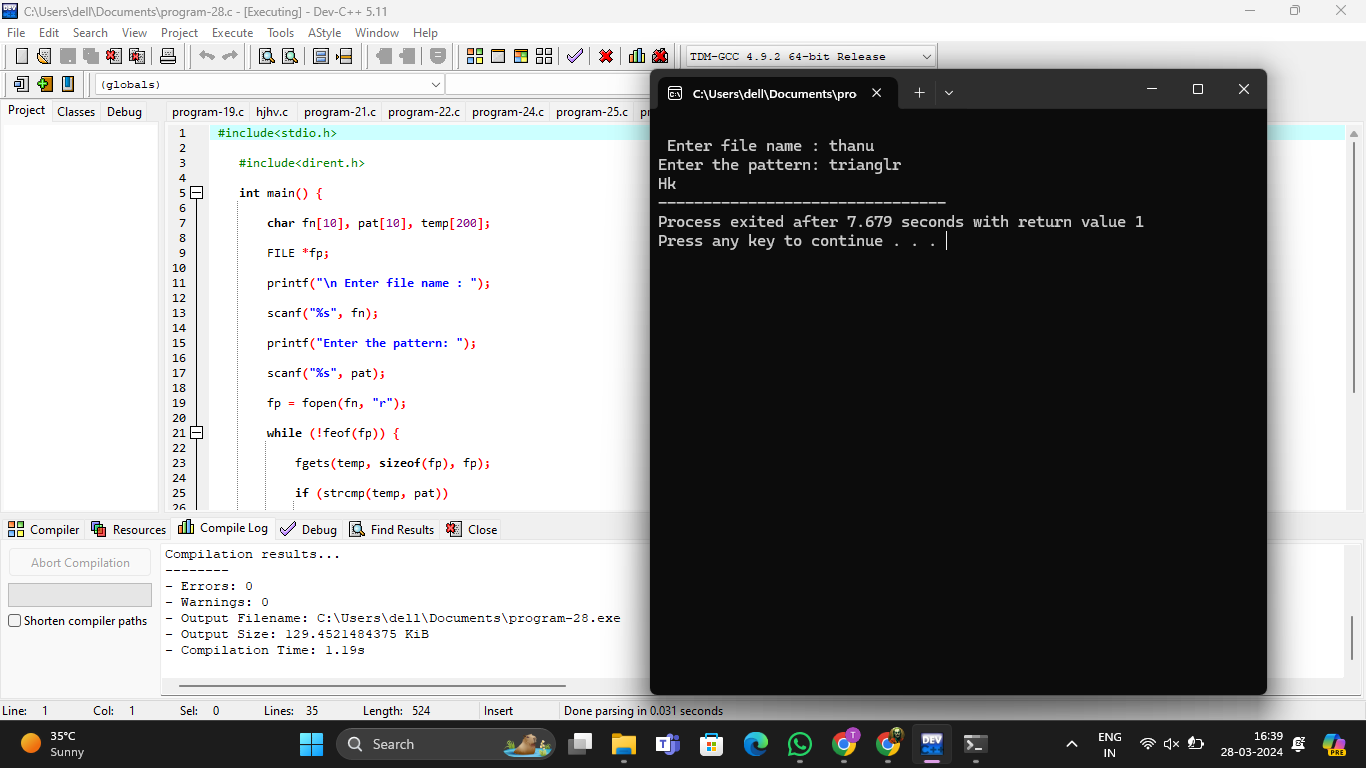 C:\Users\dell\Documents\program-28.c - [Executing] - Dev-C++ 5.11
File Edit Search View Project Execute Tools AStyle Window Help
TDM-GCC 4.9.2 64-bit Release
(globals)
Project Classes Debug
program-19.c hjhv.c program-21.c program-22.c program-24.c program-25.c
1 #include<stdio.h>
2
3 #include<dirent.h>
4
5 int main() {
6
7 char fn[10], pat[10], temp[200];
8
9 FILE *fp;
10
11 printf("\n Enter file name : ");
12
13 scanf("%s", fn);
14
15 printf("Enter the pattern: ");
16
17 scanf("%s", pat);
18
19 fp = fopen(fn, "r");
20
21 while (!feof(fp)) {
22
23 fgets(temp, sizeof(fp), fp);
24
25 if (strcmp(temp, pat))
26
C:\Users\dell\Documents\pro
Enter file name : thanu
Enter the pattern: trianglr
Hk
--------------------------------
Process exited after 7.679 seconds with return value 1
Press any key to continue . . .
Compiler Resources Compile Log Debug Find Results Close
Abort Compilation
Shorten compiler paths
Compilation results...
--------
- Errors: 0
- Warnings: 0
- Output Filename: C:\Users\dell\Documents\program-28.exe
- Output Size: 129.4521484375 KiB
- Compilation Time: 1.19s
Line: 1 Col: 1 Sel: 0 Lines: 35 Length: 524 Insert Done parsing in 0.031 seconds
35°C
Sunny
Search
ENG
IN
16:39
28-03-2024